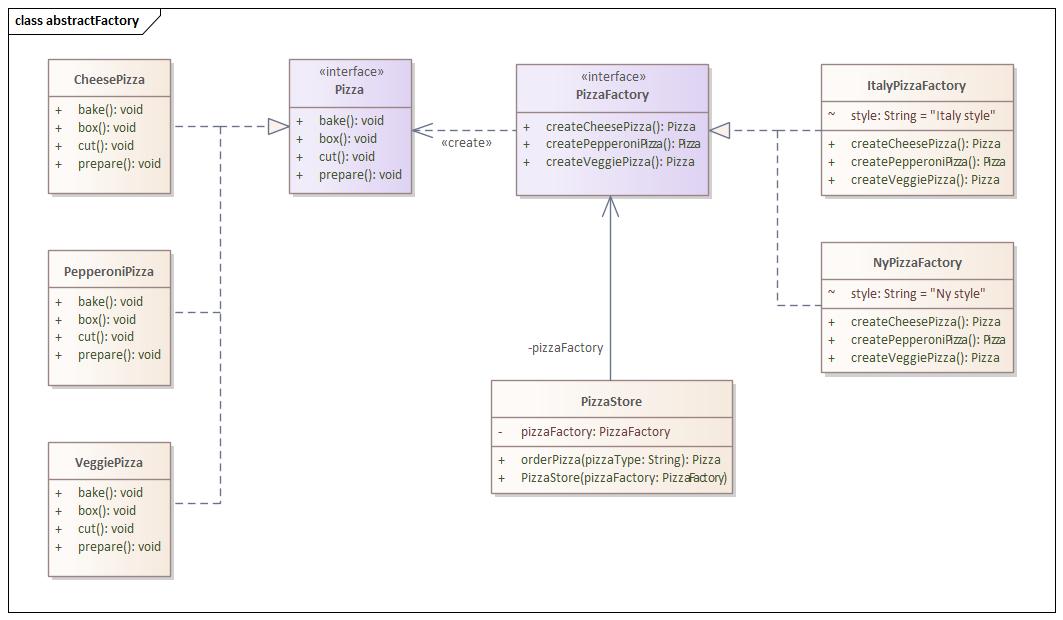 class abstractFactory
CheesePizza
+ bake(): void
+ box(): void
+ cut(): void
+ prepare(): void
«interface»
Pizza
+ bake(): void
+ box(): void
+ cut(): void
+ prepare(): void
«create»
«interface»
PizzaFactory
+ createCheesePizza(): Pizza
+ createPepperoniPizza(): Pizza
+ createVeggiePizza(): Pizza
ItalyPizzaFactory
~ style: String = "Italy style"
+ createCheesePizza(): Pizza
+ createPepperoniPizza(): Pizza
+ createVeggiePizza(): Pizza
PepperoniPizza
+ bake(): void
+ box(): void
+ cut(): void
+ prepare(): void
NyPizzaFactory
~ style: String = "Ny style"
+ createCheesePizza(): Pizza
+ createPepperoniPizza(): Pizza
+ createVeggiePizza(): Pizza
-pizzaFactory
PizzaStore
- pizzaFactory: PizzaFactory
+ orderPizza(pizzaType: String): Pizza
+ PizzaStore(pizzaFactory: PizzaFactory)
VeggiePizza
+ bake(): void
+ box(): void
+ cut(): void
+ prepare(): void